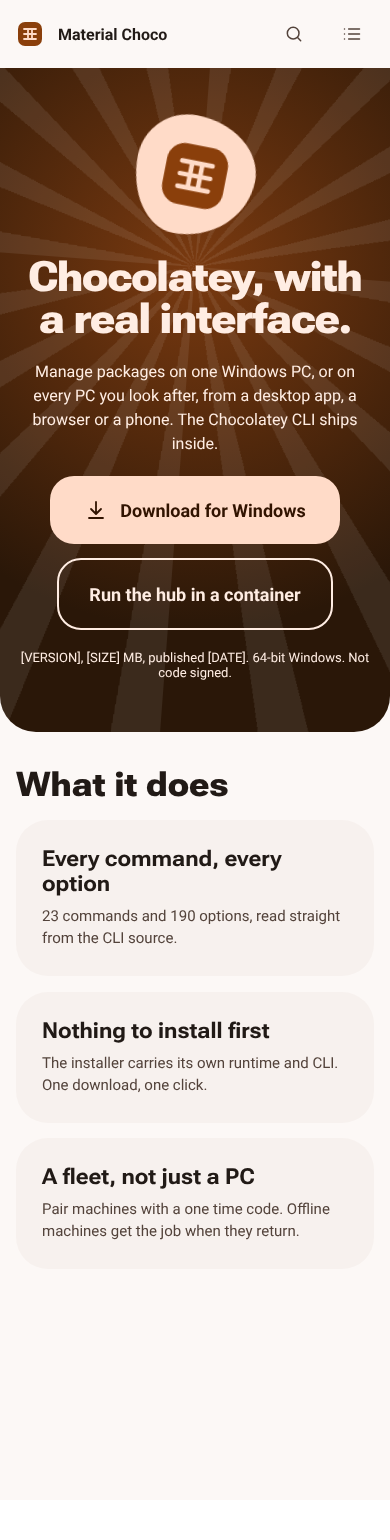 Material Choco
Chocolatey, with
a real interface.
Manage packages on one Windows PC, or on
every PC you look after, from a desktop app, a
browser or a phone. The Chocolatey CLI ships
inside.
Download for Windows
Run the hub in a container
[VERSION], [SIZE] MB, published [DATE]. 64-bit Windows. Not
code signed.
What it does
Every command, every
option
23 commands and 190 options, read straight
from the CLI source.
Nothing to install first
The installer carries its own runtime and CLI.
One download, one click.
A fleet, not just a PC
Pair machines with a one time code. Offline
machines get the job when they return.